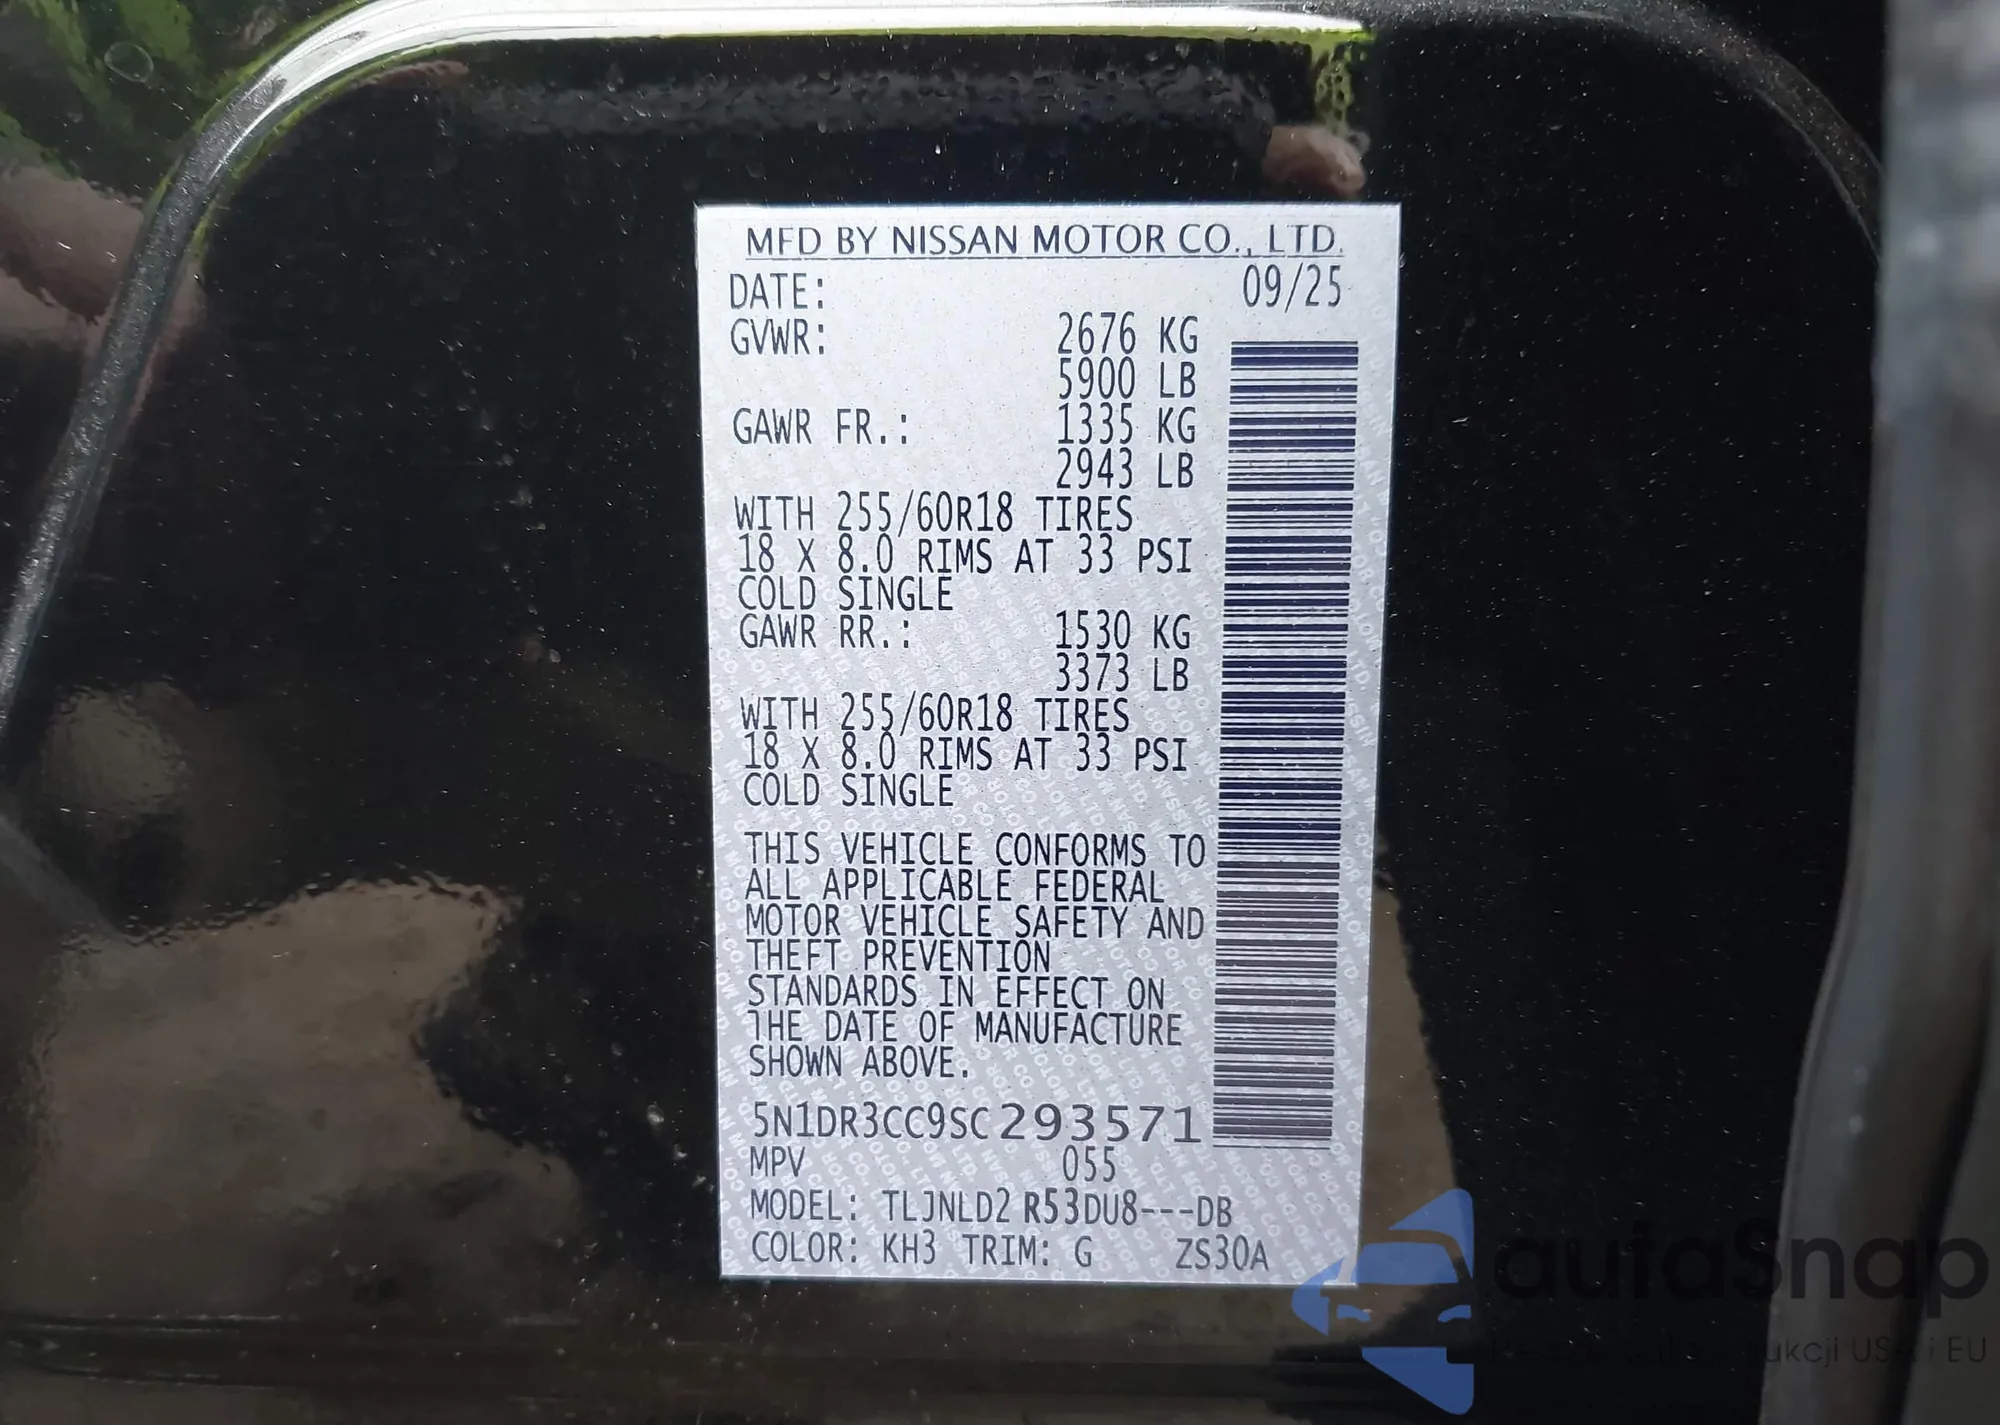 MFD BY NISSAN MOTOR CO., LTD.
DATE: 09/25
GVWR: 2676 KG
5900 LB
GAWR FR.: 1335 KG
2943 LB
WITH 255/60R18 TIRES
18 X 8.0 RIMS AT 33 PSI
COLD SINGLE
GAWR RR.: 1530 KG
3373 LB
WITH 255/60R18 TIRES
18 X 8.0 RIMS AT 33 PSI
COLD SINGLE
THIS VEHICLE CONFORMS TO
ALL APPLICABLE FEDERAL
MOTOR VEHICLE SAFETY AND
THEFT PREVENTION
STANDARDS IN EFFECT ON
THE DATE OF MANUFACTURE
SHOWN ABOVE.
5N1DR3CC9SC293571
MPV 055
MODEL: TLJNLD2 R53DU8---DB
COLOR: KH3 TRIM: G ZS30A
autaSnap
USA i EU